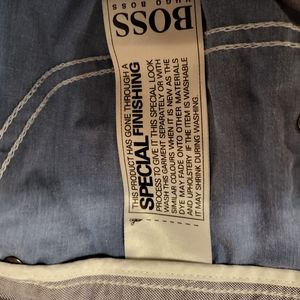 BOSS
HUGO BOSS
THIS PRODUCT HAS GONE THROUGH A
SPECIAL FINISHING
PROCESS TO GIVE IT THIS SPECIAL LOOK
WASH THIS GARMENT SEPARATELY OR WITH
SIMILAR COLOURS WHEN IT IS NEW AS THE
DYE MAY FADE ONTO OTHER MATERIALS
AND UPHOLSTERY IF THE ITEM IS WASHABLE
IT MAY SHRINK DURING WASHING